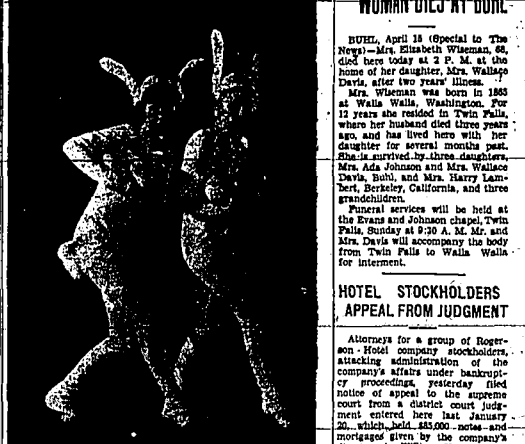 WOMAN DIES AT BUHL
BUHL, April 15 (Special to The
News)—Mrs. Elizabeth Wiseman, 68,
died here today at 2 P. M. at the
home of her daughter, Mrs. Wallace
Davis, after two years' illness.
Mrs. Wiseman was born in 1863
at Walla Walla, Washington. For
12 years she resided in Twin Falls,
where her husband died three years
ago, and has lived here with her
daughter for several months past.
She is survived by three daughters,
Mrs. Ada Johnson and Mrs. Wallace
Davis, Buhl, and Mrs. Harry Lam-
bert, Berkeley, California, and three
grandchildren.
Funeral services will be held at
the Evans and Johnson chapel, Twin
Falls, Sunday at 9:30 A. M. Mr. and
Mrs. Davis will accompany the body
from Twin Falls to Walla Walla
for interment.
HOTEL STOCKHOLDERS
APPEAL FROM JUDGMENT
Attorneys for a group of Roger-
son Hotel company stockholders,
attacking administration of the
company's affairs under bankrupt-
cy proceedings, yesterday filed
notice of appeal to the supreme
court from a district court judg-
ment entered here last January
20, which held $85,000 notes and
mortgages given by the company's